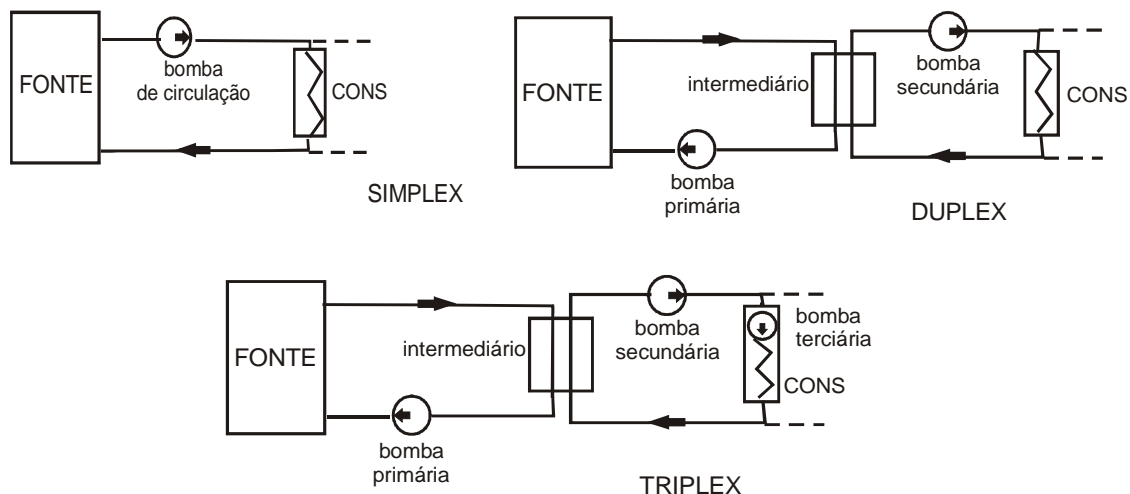 FONTE
bomba
de circulação
CONS
SIMPLEX
FONTE
intermediário
bomba
secundária
CONS
bomba
primária
DUPLEX
FONTE
intermediário
bomba
secundária
bomba
terciária
CONS
bomba
primária
TRIPLEX